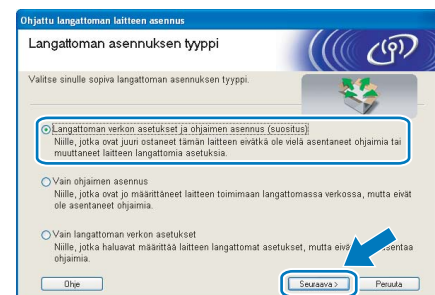 Ohjattu langattoman laitteen asennus
Langattoman asennuksen tyyppi
Valitse sinulle sopiva langattoman asennuksen tyyppi.
Langattoman verkon asetukset ja ohjaimen asennus (suositus)
Niille, jotka ovat juuri ostaneet tämän laitteen eivätkä ole vielä asentaneet ohjaimia tai
muuttaneet laitteen langattomia asetuksia.
Vain ohjaimen asennus
Niille, jotka ovat jo määrittäneet laitteen toimimaan langattomassa verkossa, mutta eivät
ole asentaneet ohjaimia.
Vain langattoman verkon asetukset
Niille, jotka haluavat määrittää laitteen langattomat asetukset, mutta eivät
ohjaimia.
Ohje
Seuraava >
Peruuta